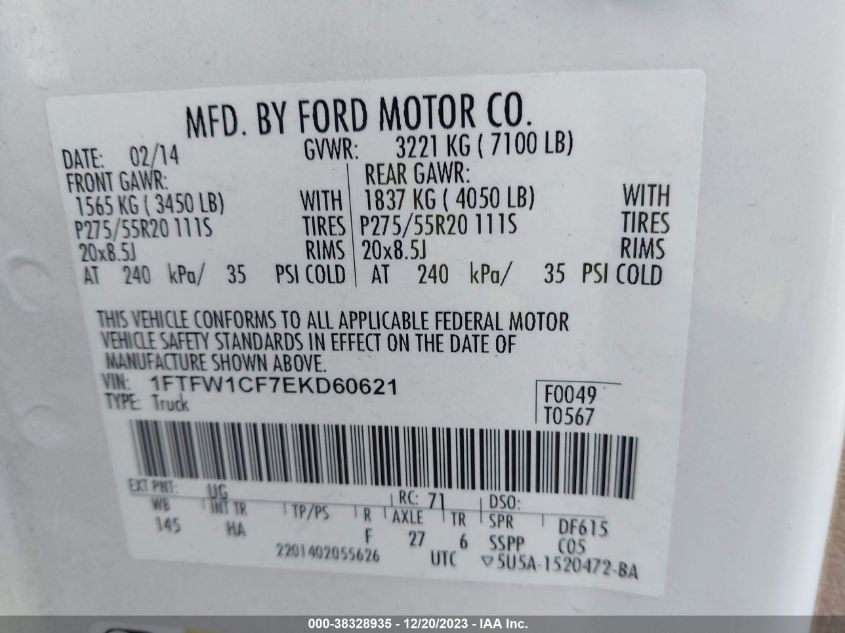 MFD. BY FORD MOTOR CO.
DATE: 02/14 GVWR: 3221 KG ( 7100 LB)
FRONT GAWR: REAR GAWR:
1565 KG ( 3450 LB) WITH 1837 KG ( 4050 LB) WITH
P275/55R20 111S TIRES P275/55R20 111S TIRES
20x8.5J RIMS 20x8.5J RIMS
AT 240 kPa/ 35 PSI COLD AT 240 kPa/ 35 PSI COLD
THIS VEHICLE CONFORMS TO ALL APPLICABLE FEDERAL MOTOR
VEHICLE SAFETY STANDARDS IN EFFECT ON THE DATE OF
MANUFACTURE SHOWN ABOVE.
VIN: 1FTFW1CF7EKD60621
TYPE: Truck
F0049
T0567
EXT PNT: UG RC: 71 DSO:
WB INT TR TP/PS R AXLE TR SPR DF615
145 HA F 27 6 SSPP C05
2201402055626 UTC ▽5U5A-1520472-BA
000-38328935 - 12/20/2023 - IAA Inc.